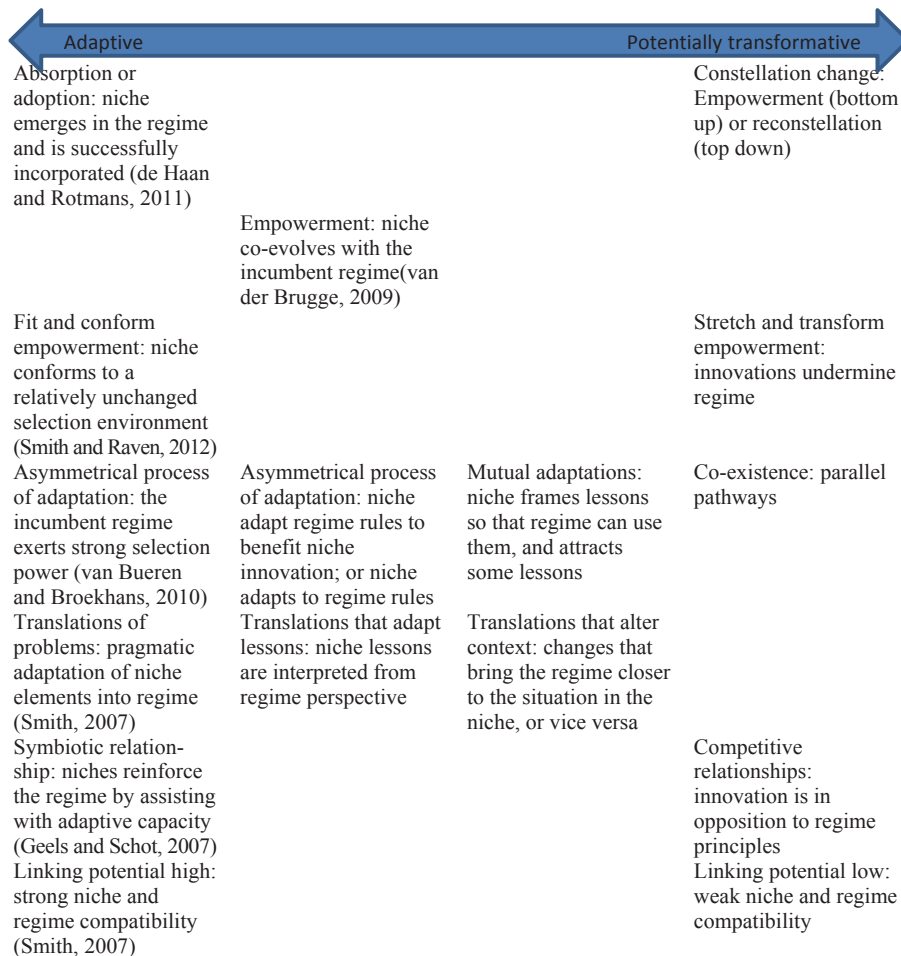 Adaptive
Potentially transformative
Absorption or
adoption: niche
emerges in the regime
and is successfully
incorporated (de Haan
and Rotmans, 2011)
Constellation change:
Empowerment (bottom
up) or reconstellation
(top down)
Empowerment: niche
co-evolves with the
incumbent regime(van
der Brugge, 2009)
Fit and conform
empowerment: niche
conforms to a
relatively unchanged
selection environment
(Smith and Raven, 2012)
Stretch and transform
empowerment:
innovations undermine
regime
Asymmetrical process
of adaptation: the
incumbent regime
exerts strong selection
power (van Bueren
and Broekhans, 2010)
Asymmetrical process
of adaptation: niche
adapt regime rules to
benefit niche
innovation; or niche
adapts to regime rules
Mutual adaptations:
niche frames lessons
so that regime can use
them, and attracts
some lessons
Co-existence: parallel
pathways
Translations of
problems: pragmatic
adaptation of niche
elements into regime
(Smith, 2007)
Translations that adapt
lessons: niche lessons
are interpreted from
regime perspective
Translations that alter
context: changes that
bring the regime closer
to the situation in the
niche, or vice versa
Symbiotic relation-
ship: niches reinforce
the regime by assisting
with adaptive capacity
(Geels and Schot, 2007)
Competitive
relationships:
innovation is in
opposition to regime
principles
Linking potential high:
strong niche and
regime compatibility
(Smith, 2007)
Linking potential low:
weak niche and regime
compatibility